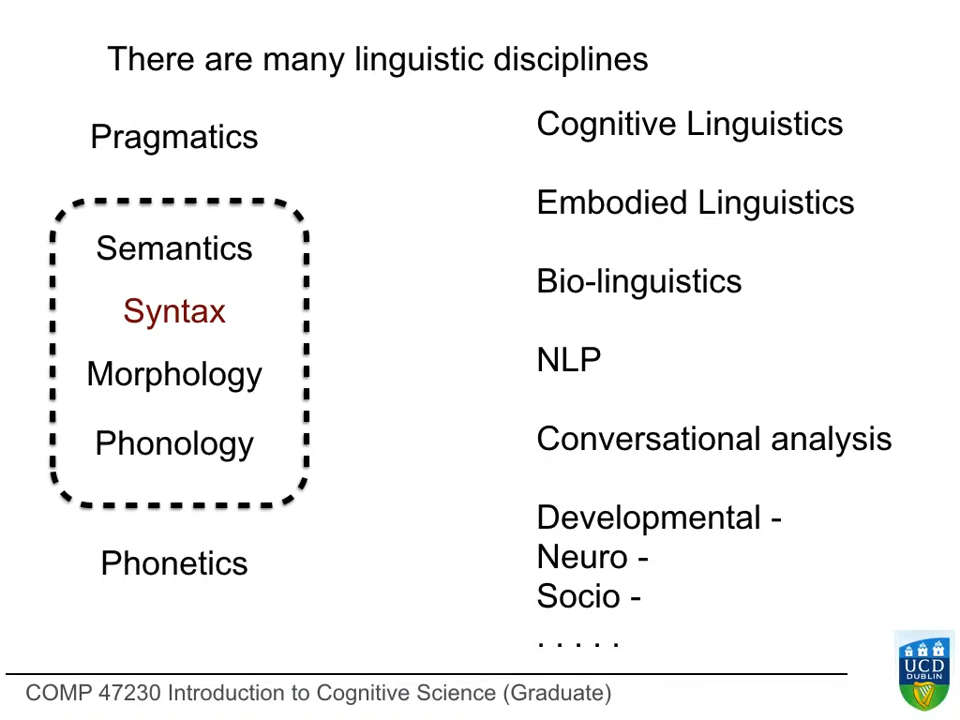 There are many linguistic disciplines
Pragmatics
Semantics
Syntax
Morphology
Phonology
Phonetics
Cognitive Linguistics
Embodied Linguistics
Bio-linguistics
NLP
Conversational analysis
Developmental -
Neuro -
Socio -
. . . . .
COMP 47230 Introduction to Cognitive Science (Graduate)
UCD
DUBLIN